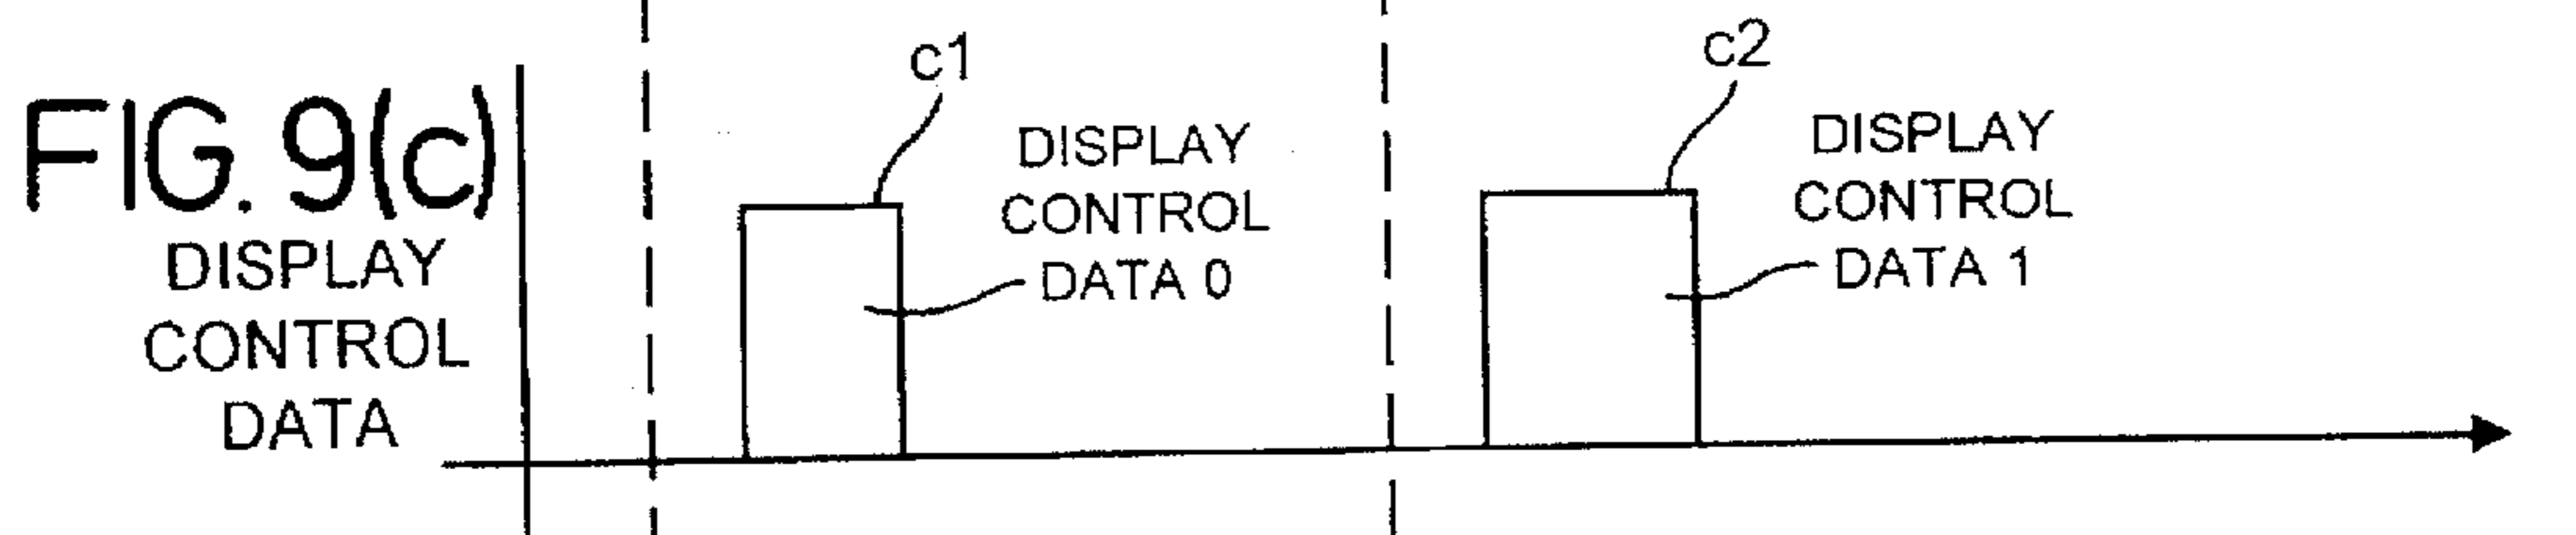 FIG. 9(c)
DISPLAY
CONTROL
DATA
c1
DISPLAY
CONTROL
DATA 0
c2
DISPLAY
CONTROL
DATA 1